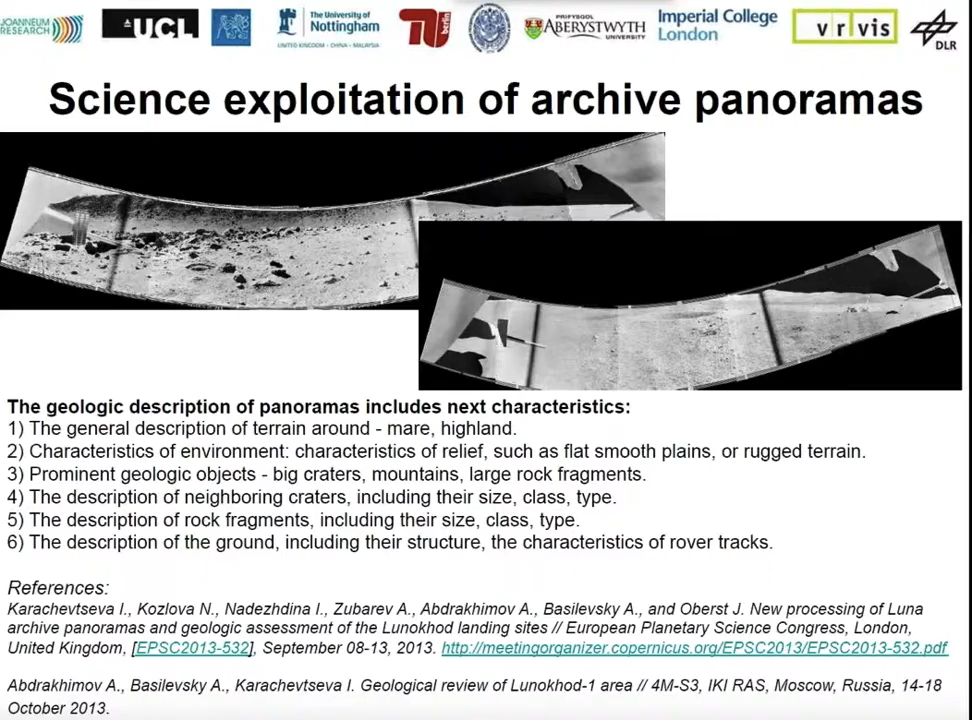 JOANNEUM
RESEARCH
UCL
The University of
Nottingham
UNITED KINGDOM · CHINA · MALAYSIA
berlin
PRIFYSGOL
ABERYSTWYTH
UNIVERSITY
Imperial College
London
vrvis
DLR
Science exploitation of archive panoramas
The geologic description of panoramas includes next characteristics:
1) The general description of terrain around - mare, highland.
2) Characteristics of environment: characteristics of relief, such as flat smooth plains, or rugged terrain.
3) Prominent geologic objects - big craters, mountains, large rock fragments.
4) The description of neighboring craters, including their size, class, type.
5) The description of rock fragments, including their size, class, type.
6) The description of the ground, including their structure, the characteristics of rover tracks.
References:
Karachevtseva I., Kozlova N., Nadezhdina I., Zubarev A., Abdrakhimov A., Basilevsky A., and Oberst J. New processing of Luna
archive panoramas and geologic assessment of the Lunokhod landing sites // European Planetary Science Congress, London,
United Kingdom, [EPSC2013-532], September 08-13, 2013. http://meetingorganizer.copernicus.org/EPSC2013/EPSC2013-532.pdf
Abdrakhimov A., Basilevsky A., Karachevtseva I. Geological review of Lunokhod-1 area // 4M-S3, IKI RAS, Moscow, Russia, 14-18
October 2013.